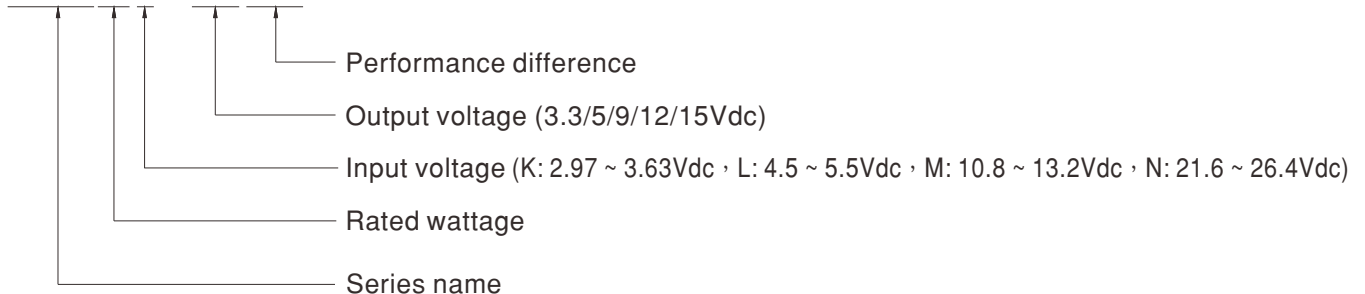 Performance difference
Output voltage (3.3/5/9/12/15Vdc)
Input voltage (K: 2.97 ~ 3.63Vdc，L: 4.5 ~ 5.5Vdc，M: 10.8 ~ 13.2Vdc，N: 21.6 ~ 26.4Vdc)
Rated wattage
Series name